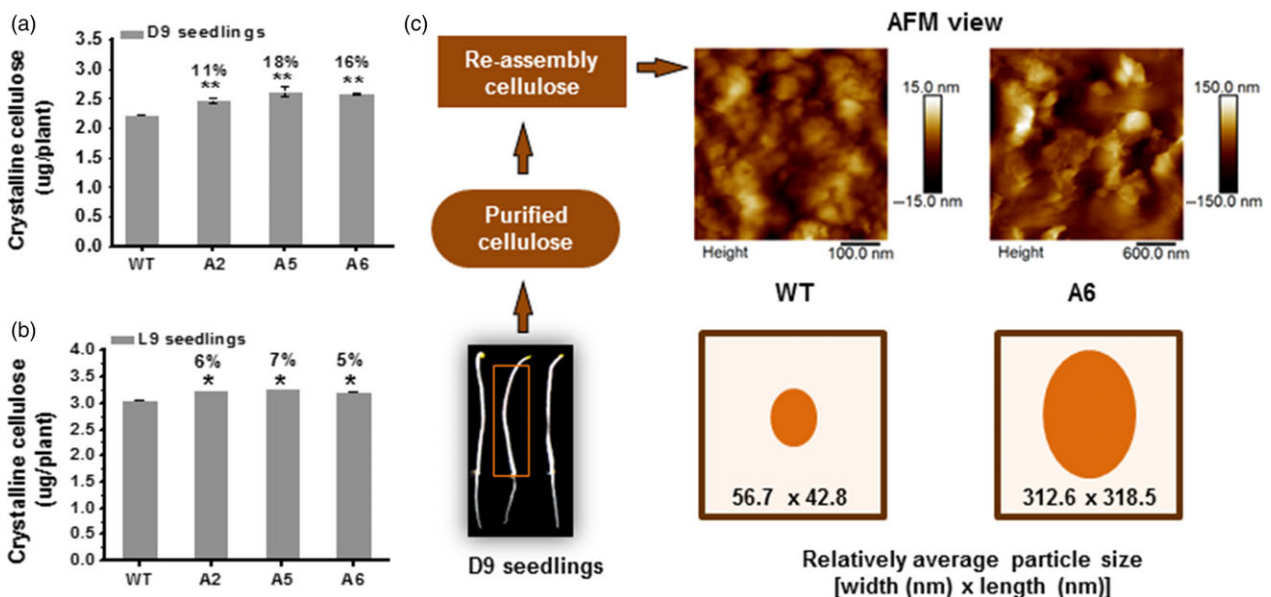 (a)
D9 seedlings
Crystalline cellulose
(ug/plant)
3.5
3.0
2.5
2.0
1.5
1.0
0.5
0.0
11%
**
18%
**
16%
**
WT A2 A5 A6
(b)
L9 seedlings
Crystalline cellulose
(ug/plant)
4.0
3.5
3.0
2.5
2.0
1.5
1.0
0.5
0.0
6%
*
7%
*
5%
*
WT A2 A5 A6
(c)
Re-assembly
cellulose
Purified
cellulose
D9 seedlings
AFM view
15.0 nm
−15.0 nm
Height 100.0 nm
150.0 nm
−150.0 nm
Height 600.0 nm
WT
A6
56.7 x 42.8
312.6 x 318.5
Relatively average particle size
[width (nm) x length (nm)]